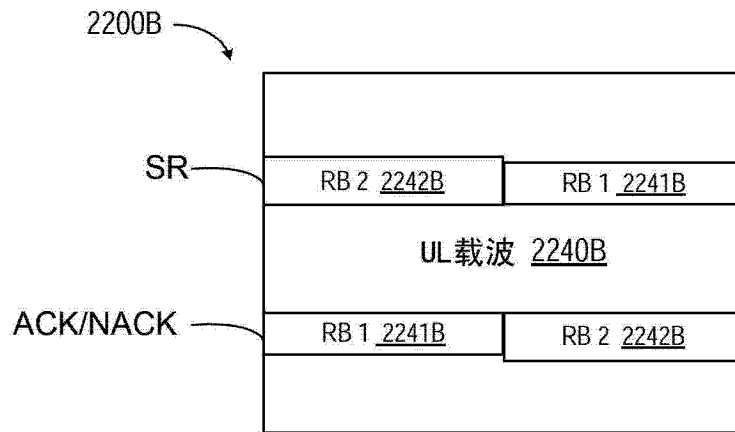 2200B
SR
RB 2 2242B
RB 1 2241B
UL载波 2240B
ACK/NACK
RB 1 2241B
RB 2 2242B